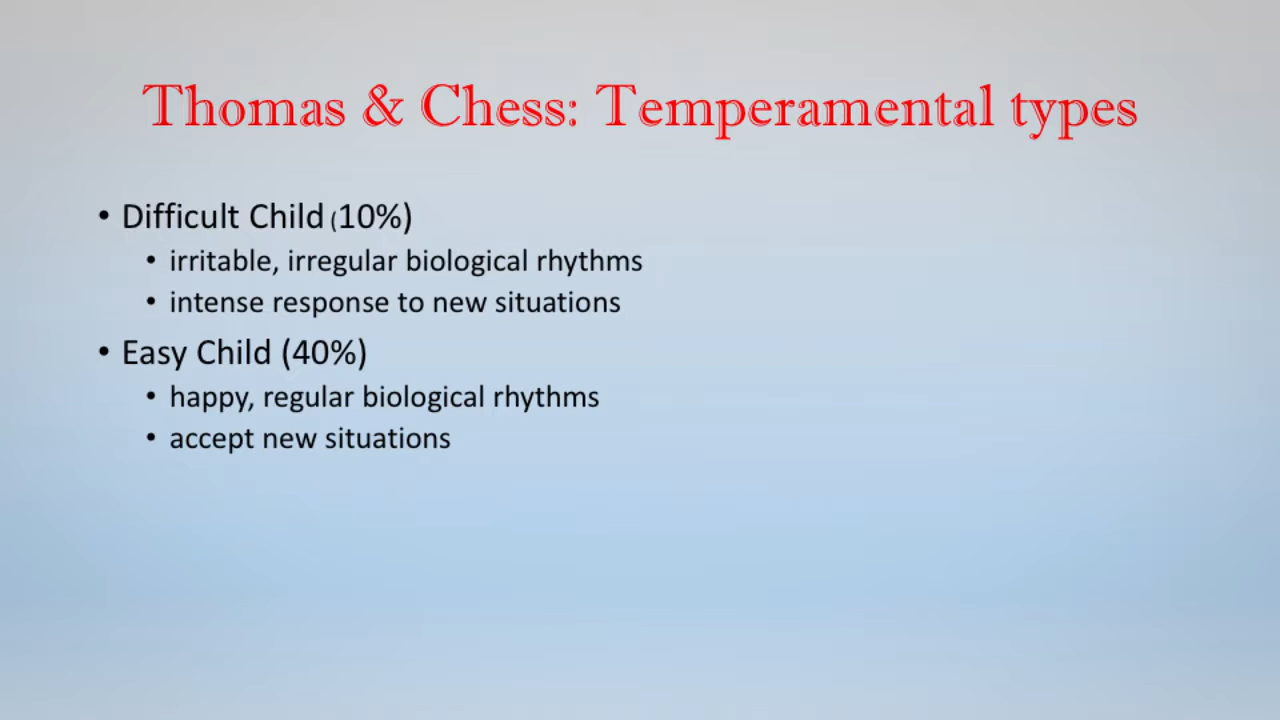 Thomas & Chess: Temperamental types
• Difficult Child (10%)
• irritable, irregular biological rhythms
• intense response to new situations
• Easy Child (40%)
• happy, regular biological rhythms
• accept new situations